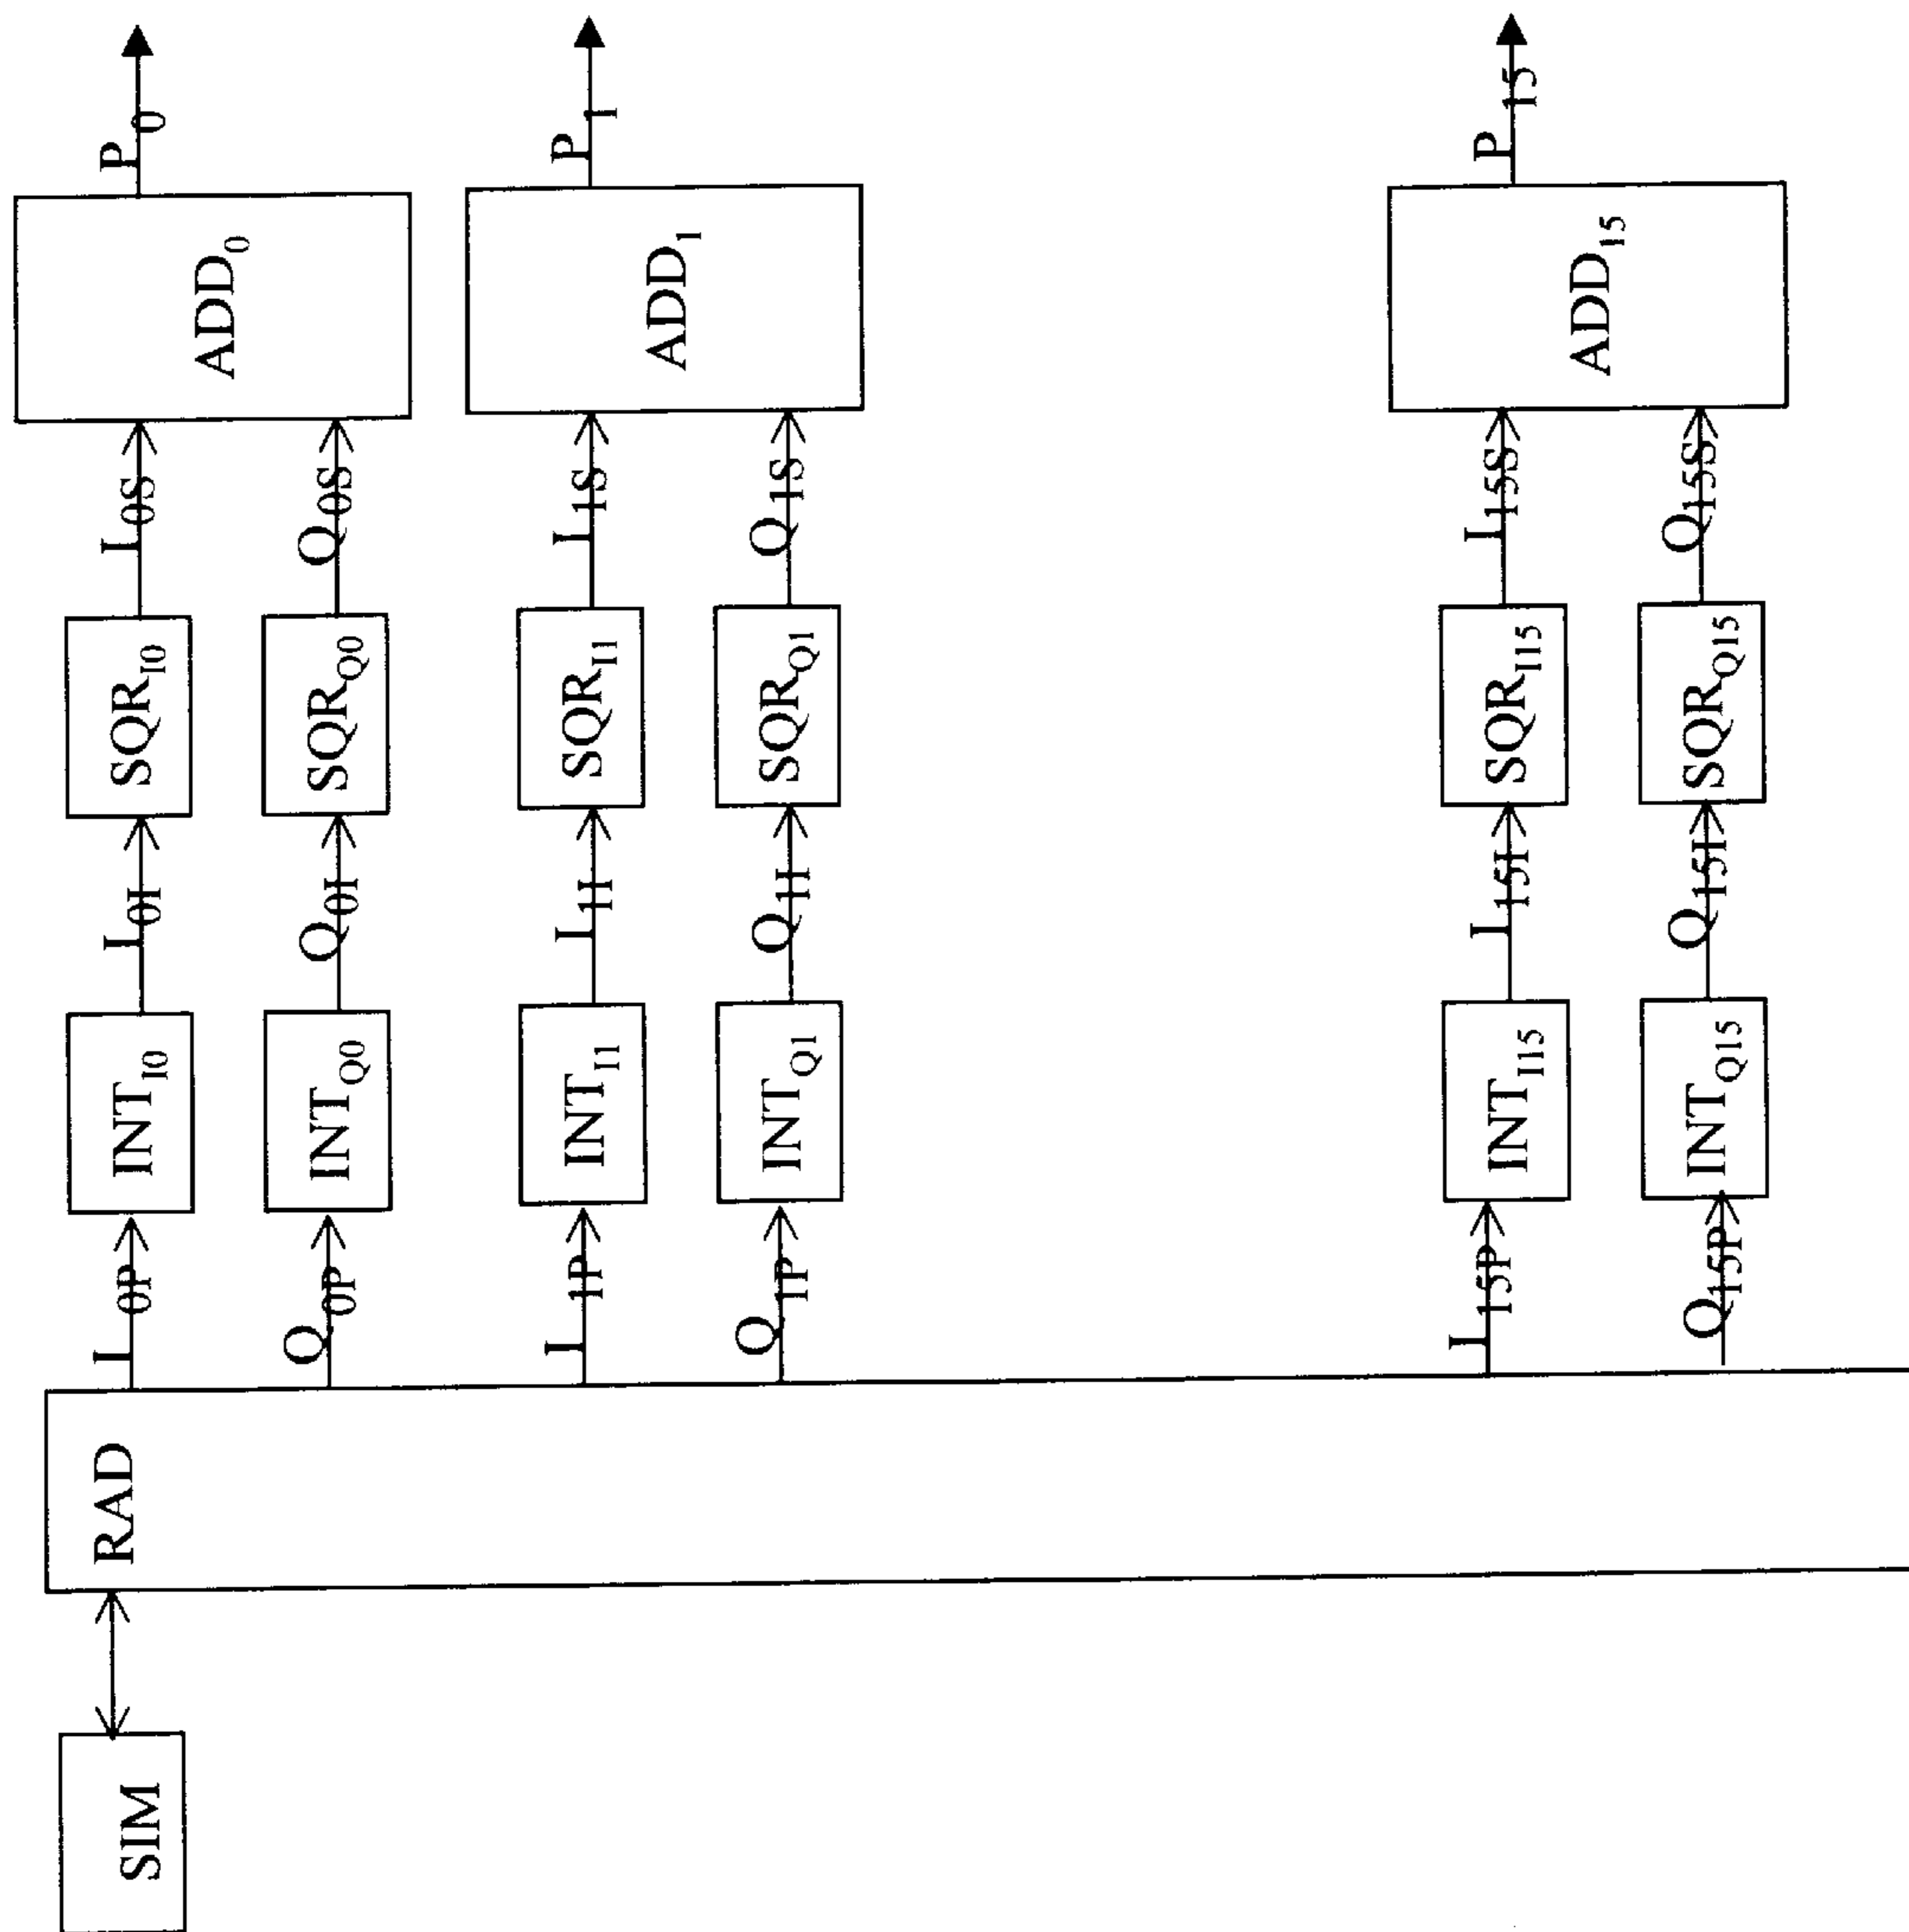 SIM
RAD
I0P
INTI0
I0I
SQRI0
I0S
ADD0
P0
Q0P
INTQ0
Q0I
SQRQ0
Q0S
I1P
INTI1
I1I
SQRI1
I1S
ADD1
P1
Q1P
INTQ1
Q1I
SQRQ1
Q1S
I15P
INTI15
I15I
SQRI15
I15S
ADD15
P15
Q15P
INTQ15
Q15I
SQRQ15
Q15S